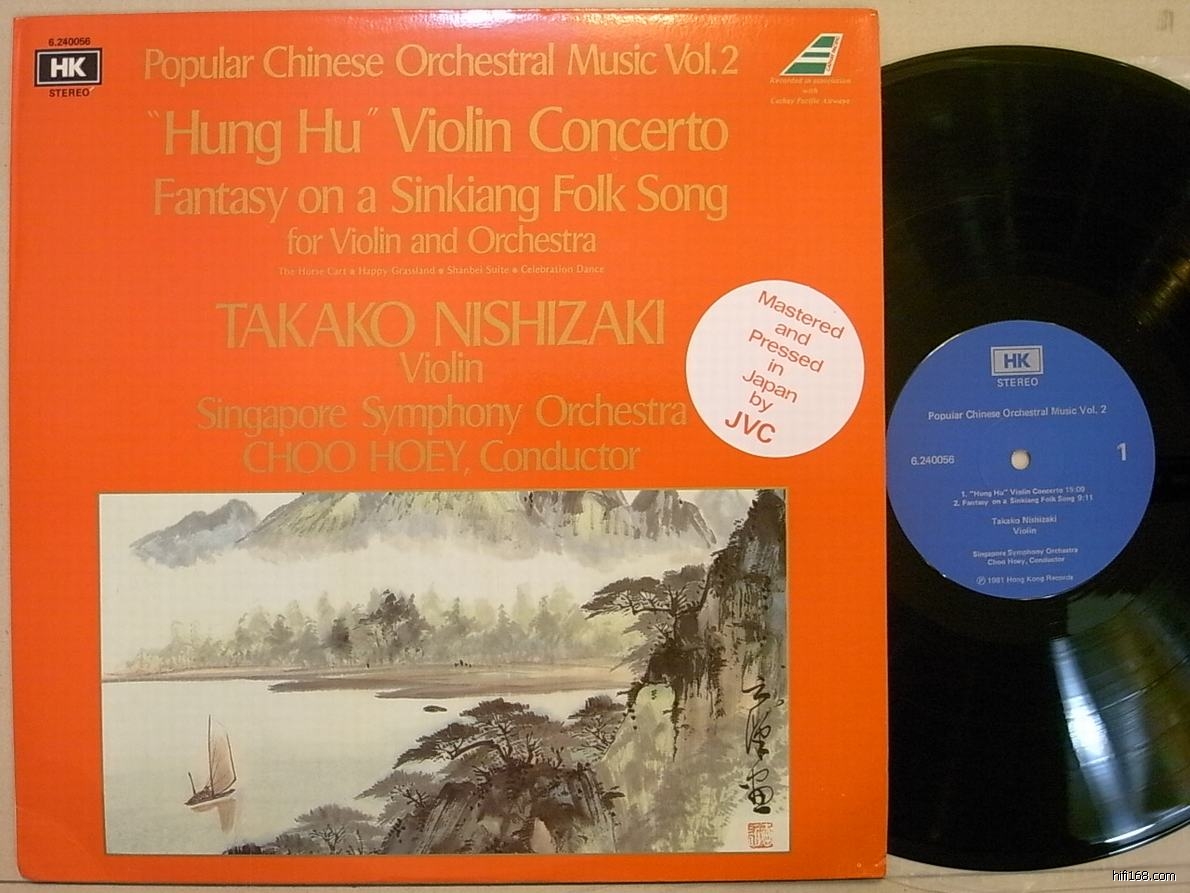 6.240056
HK
STEREO
Popular Chinese Orchestral Music Vol.2
"Hung Hu" Violin Concerto
Fantasy on a Sinkiang Folk Song
for Violin and Orchestra
The Horse Cart • Happy Grassland • Shanbei Suite • Celebration Dance
TAKAKO NISHIZAKI
Violin
Singapore Symphony Orchestra
CHOO HOEY, Conductor
Recorded in association
with
Cathay Pacific Airways
Mastered
and
Pressed
in
Japan
by
JVC
HK
STEREO
Popular Chinese Orchestral Music Vol. 2
6.240056
1
1. "Hung Hu" Violin Concerto 15:09
2. Fantasy on a Sinkiang Folk Song 9:11
Takako Nishizaki
Violin
Singapore Symphony Orchestra
Choo Hoey, Conductor
Ⓟ 1981 Hong Kong Records
hifi168.com